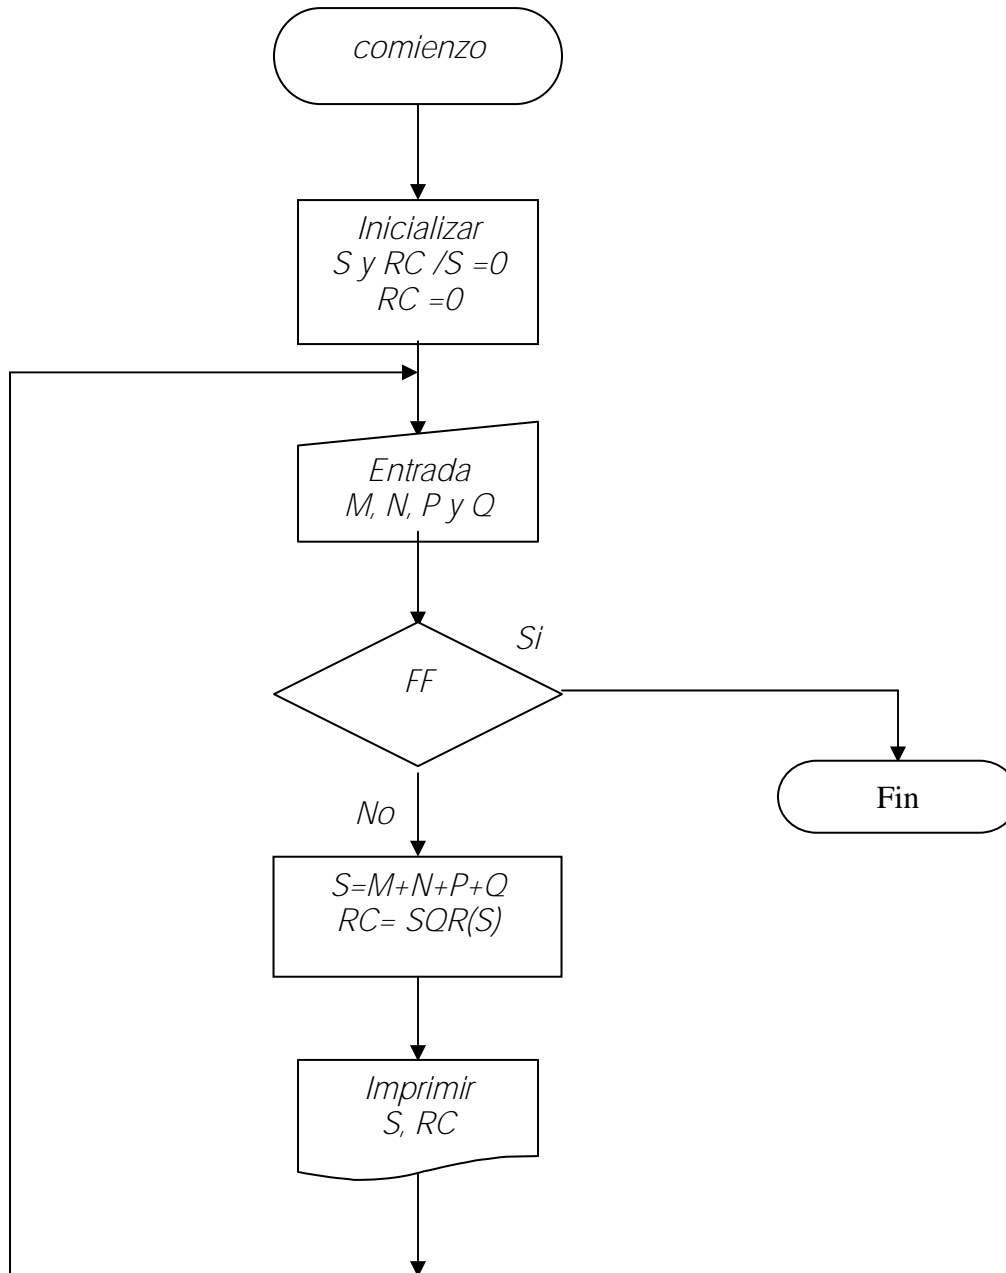 comienzo
Inicializar
S y RC /S =0
RC =0
Entrada
M, N, P y Q
Si
FF
Fin
No
S=M+N+P+Q
RC= SQR(S)
Imprimir
S, RC